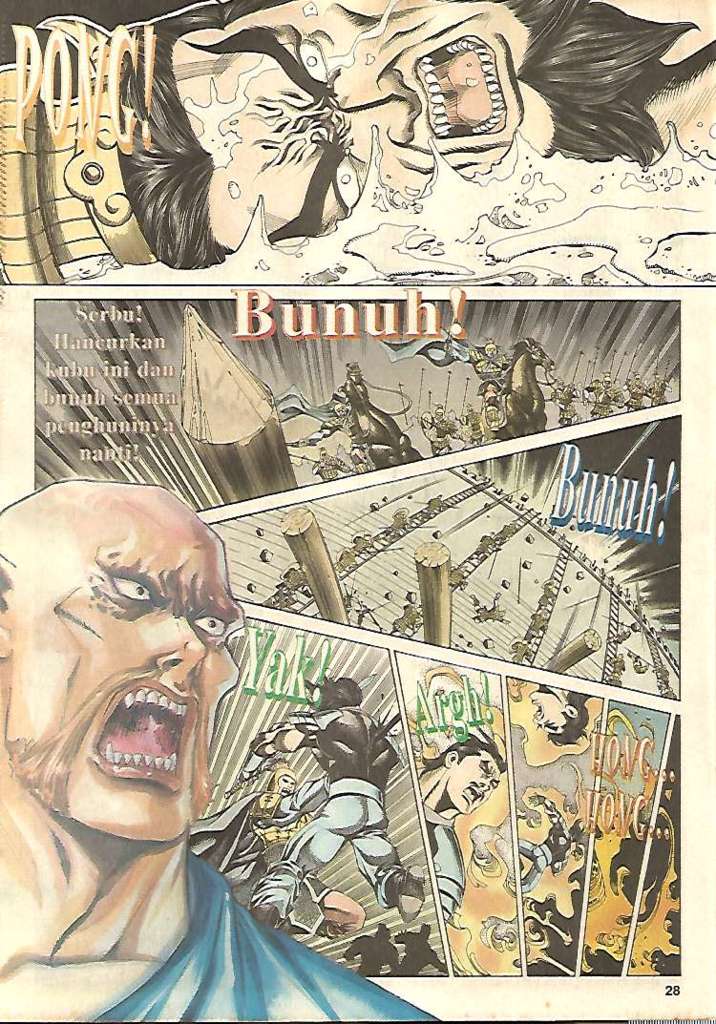 PONG!
Bunuh!
Serbu!
Hancurkan
kubu ini dan
bunuh semua
penghuninya
nanti!
Bunuh!
Yak!
Argh!
HONG...
HONG...
28